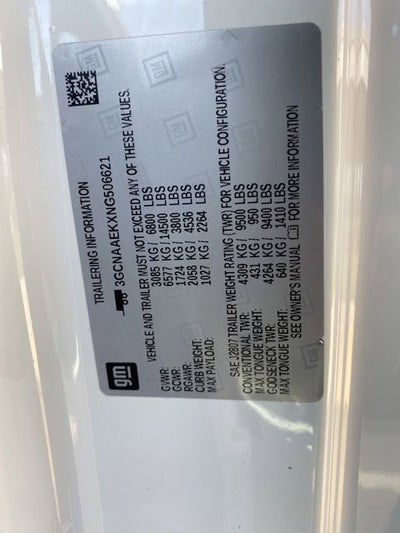 gm
TRAILERING INFORMATION
3GCNAAEKXNG506621
VEHICLE AND TRAILER MUST NOT EXCEED ANY OF THESE VALUES.
GVWR: 3085 KG/ 6800 LBS
GCWR: 6577 KG/ 14500 LBS
RGAWR: 1724 KG/ 3800 LBS
CURB WEIGHT: 2058 KG/ 4536 LBS
MAX PAYLOAD: 1027 KG/ 2264 LBS
SAE J2807 TRAILER WEIGHT RATING (TWR) FOR VEHICLE CONFIGURATION.
CONVENTIONAL TWR: 4309 KG/ 9500 LBS
MAX TONGUE WEIGHT: 431 KG/ 950 LBS
GOOSENECK TWR: 4264 KG/ 9400 LBS
MAX TONGUE WEIGHT: 640 KG/ 1410 LBS
SEE OWNER'S MANUAL FOR MORE INFORMATION